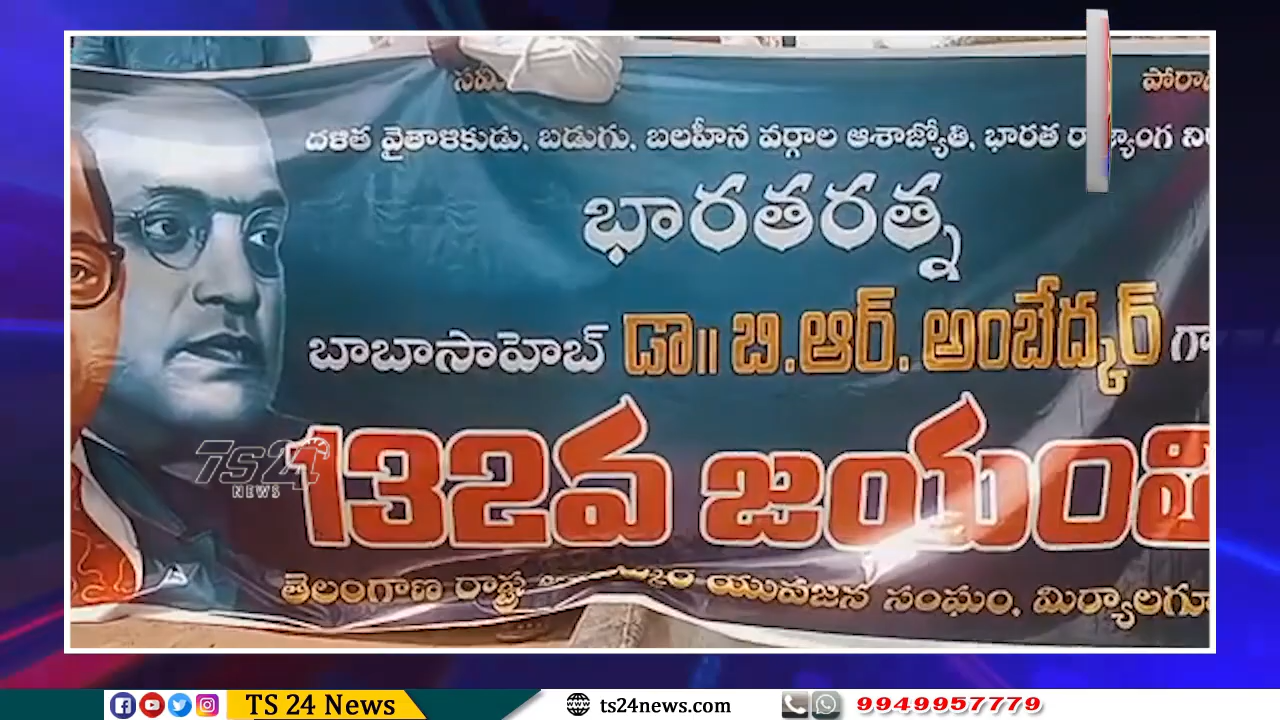 దళిత వైతాళికుడు, బడుగు, బలహీన వర్గాల ఆశాజ్యోతి, భారత
భారతరత్న
బాబాసాహెబ్ డా॥ బి.ఆర్. అంబేద్కర్
132వ జయంతి
తెలంగాణ రాష్ట్ర యువజన సంఘం,
TS24
NEWS
TS 24 News
ts24news.com
9949957779